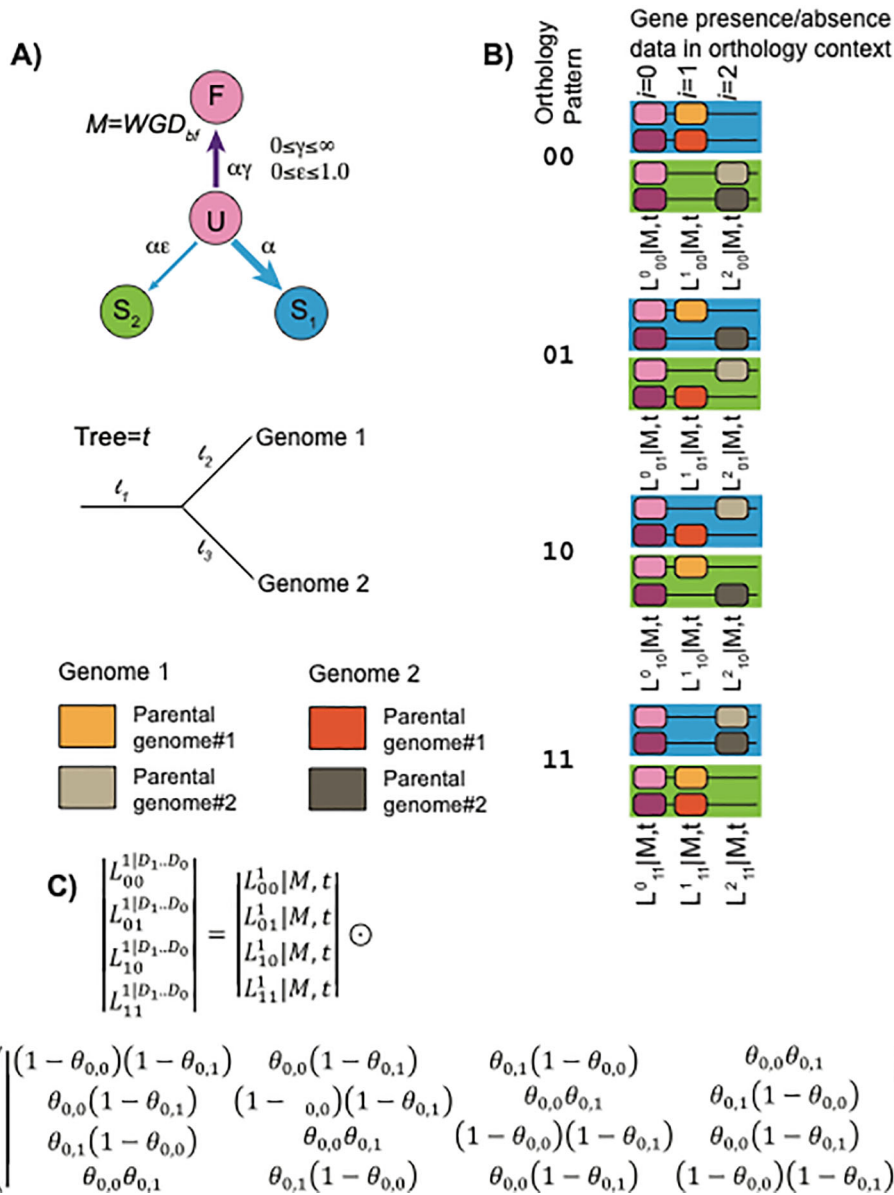 A)
F
M=WGD_bf
0≤γ≤∞
0≤ε≤1.0
αγ
U
αε
α
S₂
S₁
Tree=t
ℓ₁
ℓ₂
ℓ₃
Genome 1
Genome 2
Genome 1
Parental genome#1
Parental genome#2
Genome 2
Parental genome#1
Parental genome#2
B)
Orthology Pattern
Gene presence/absence
data in orthology context
i=0
i=1
i=2
00
L⁰₀₀|M,t
L¹₀₀|M,t
L²₀₀|M,t
01
L⁰₀₁|M,t
L¹₀₁|M,t
L²₀₁|M,t
10
L⁰₁₀|M,t
L¹₁₀|M,t
L²₁₀|M,t
11
L⁰₁₁|M,t
L¹₁₁|M,t
L²₁₁|M,t
C)
|L₀₀^{1|D₁..D₀}| |L¹₀₀|M, t|
|L₀₁^{1|D₁..D₀}| = |L¹₀₁|M, t| ⊙
|L₁₀^{1|D₁..D₀}| |L¹₁₀|M, t|
|L₁₁^{1|D₁..D₀}| |L¹₁₁|M, t|
(1 − θ₀,₀)(1 − θ₀,₁) θ₀,₀(1 − θ₀,₁) θ₀,₁(1 − θ₀,₀) θ₀,₀θ₀,₁
θ₀,₀(1 − θ₀,₁) (1 − ₀,₀)(1 − θ₀,₁) θ₀,₀θ₀,₁ θ₀,₁(1 − θ₀,₀)
θ₀,₁(1 − θ₀,₀) θ₀,₀θ₀,₁ (1 − θ₀,₀)(1 − θ₀,₁) θ₀,₀(1 − θ₀,₁)
θ₀,₀θ₀,₁ θ₀,₁(1 − θ₀,₀) θ₀,₀(1 − θ₀,₁) (1 − θ₀,₀)(1 − θ₀,₁)